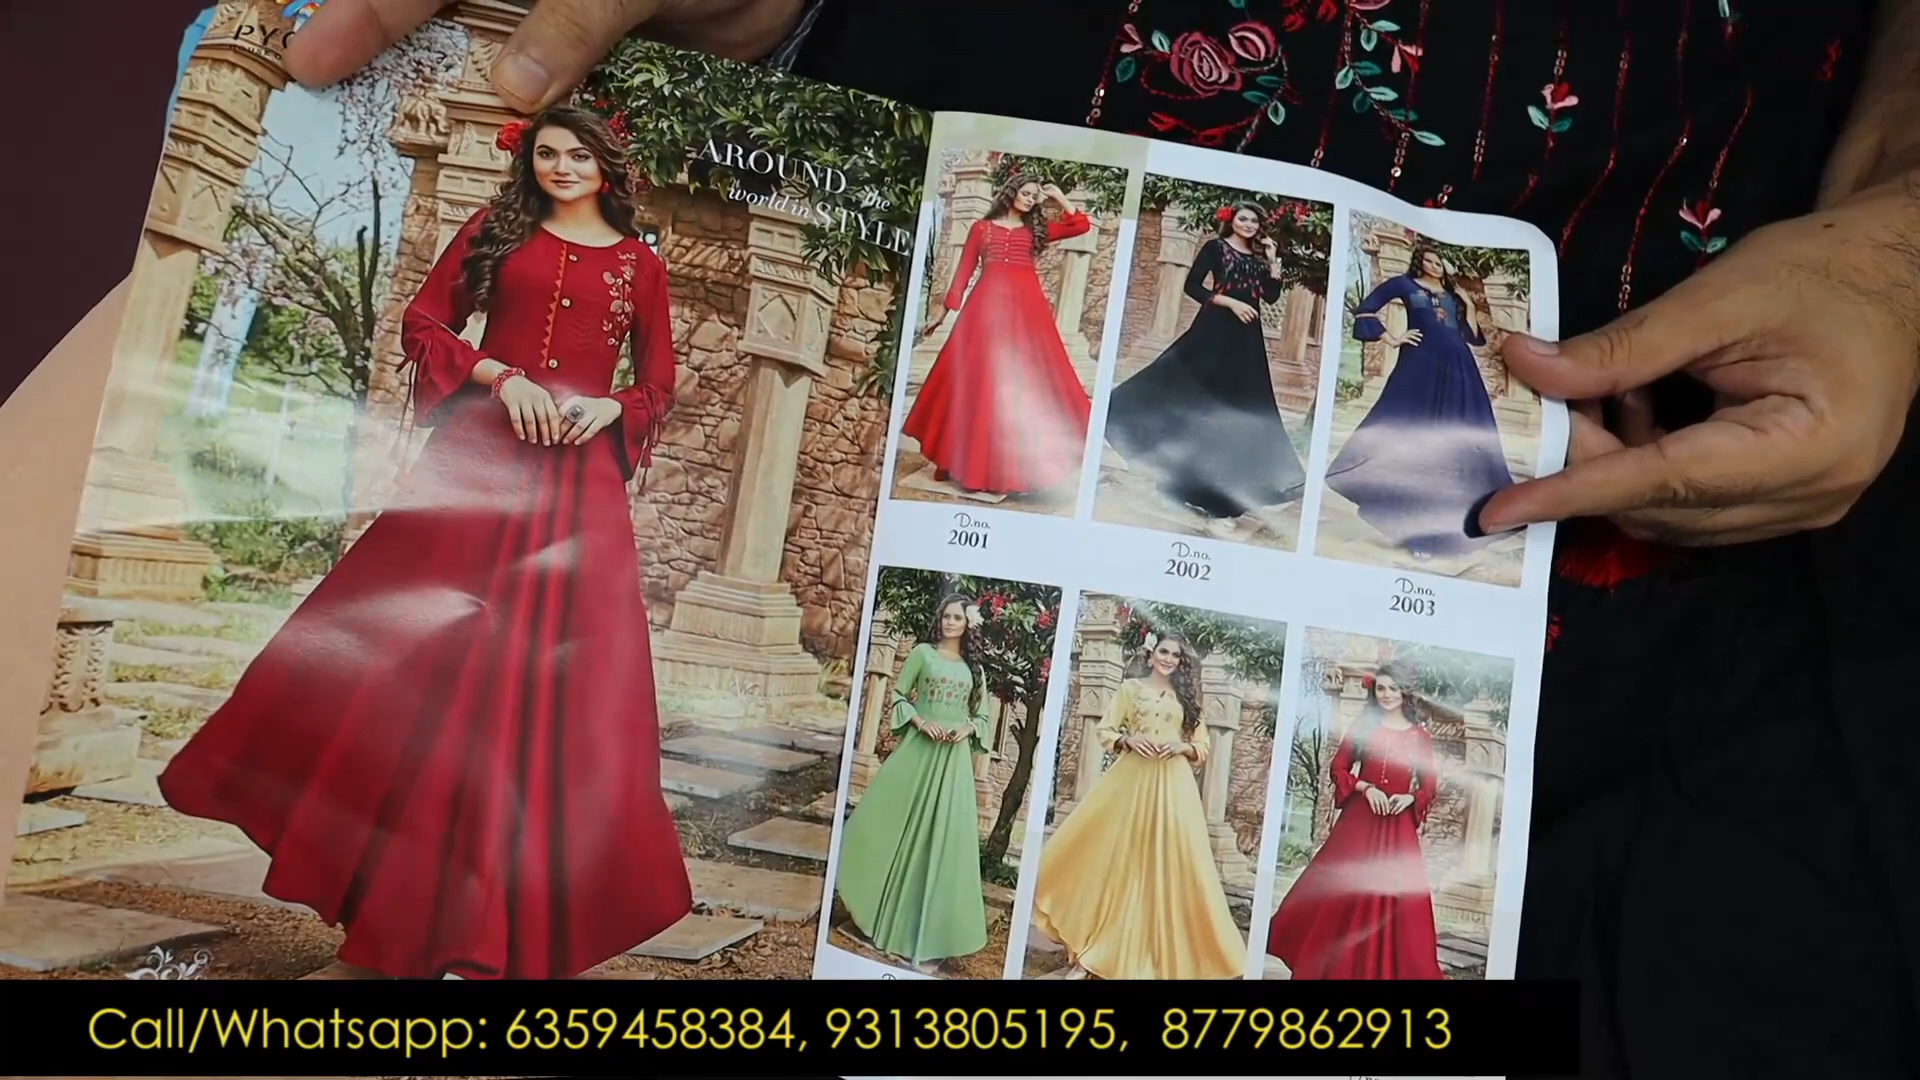 AROUND the
world in STYLE
D.no.
2001
D.no.
2002
D.no.
2003
Call/Whatsapp: 6359458384, 9313805195, 8779862913